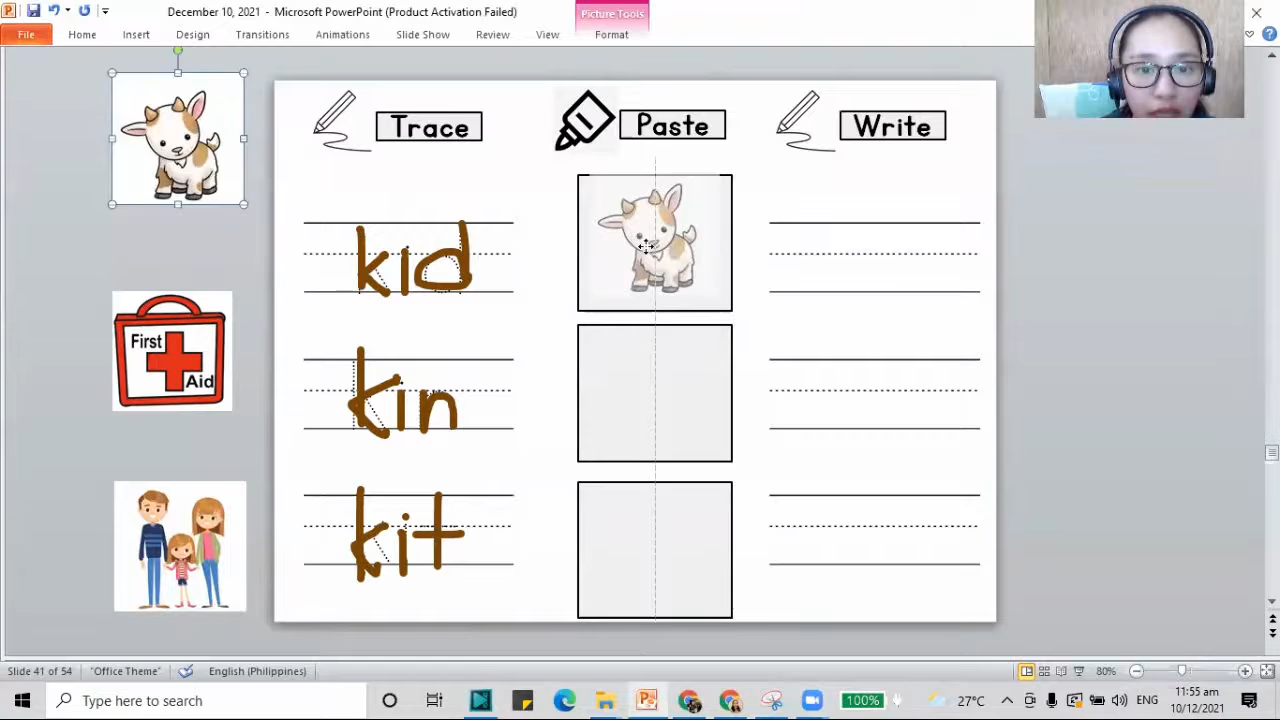 December 10, 2021 - Microsoft PowerPoint (Product Activation Failed)
Picture Tools
File Home Insert Design Transitions Animations Slide Show Review View Format
Trace Paste Write
kid
First Aid
kin
kit
Slide 41 of 54 "Office Theme" English (Philippines) 80%
Type here to search 100% 27°C ENG 11:55 am
10/12/2021